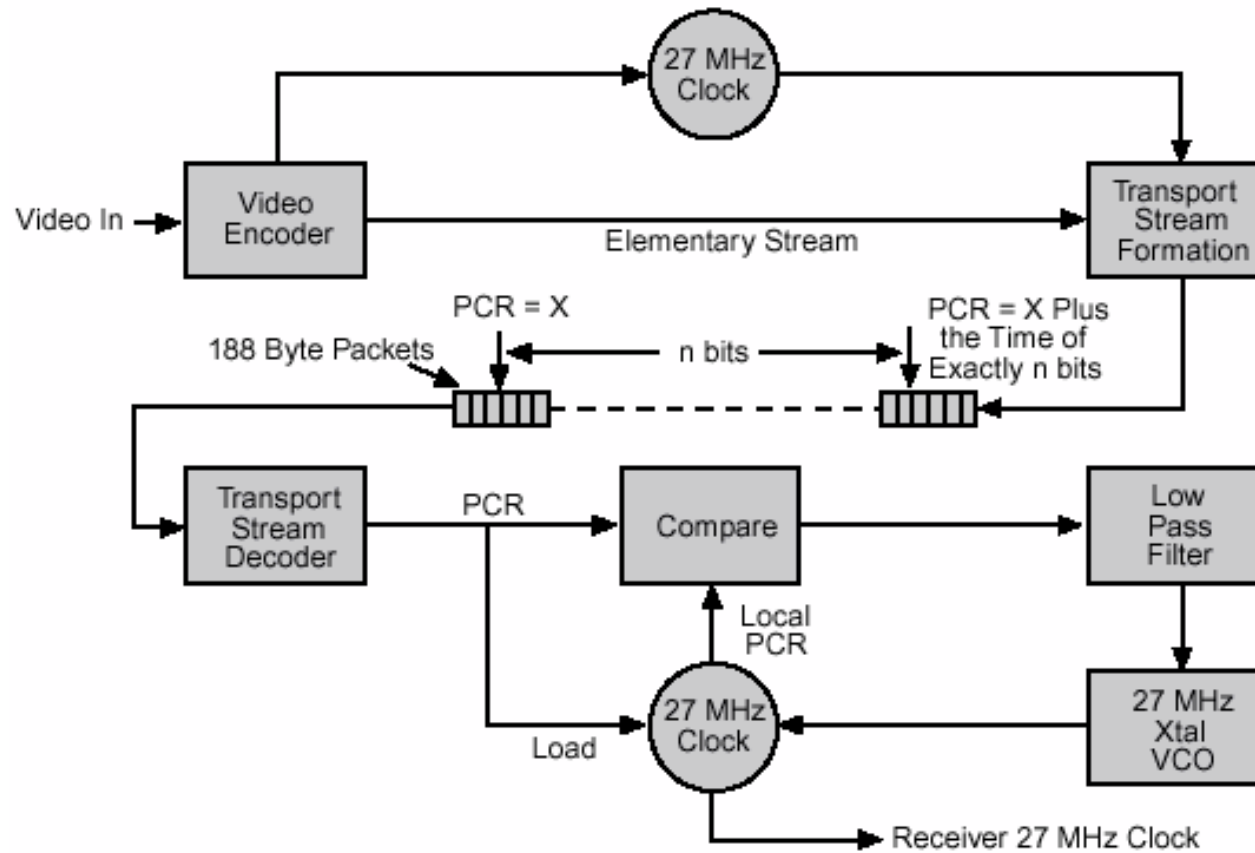 27 MHz
Clock
Video In
Video
Encoder
Elementary Stream
Transport
Stream
Formation
PCR = X
188 Byte Packets
n bits
PCR = X Plus
the Time of
Exactly n bits
Transport
Stream
Decoder
PCR
Compare
Low
Pass
Filter
Local
PCR
Load
27 MHz
Clock
27 MHz
Xtal
VCO
Receiver 27 MHz Clock